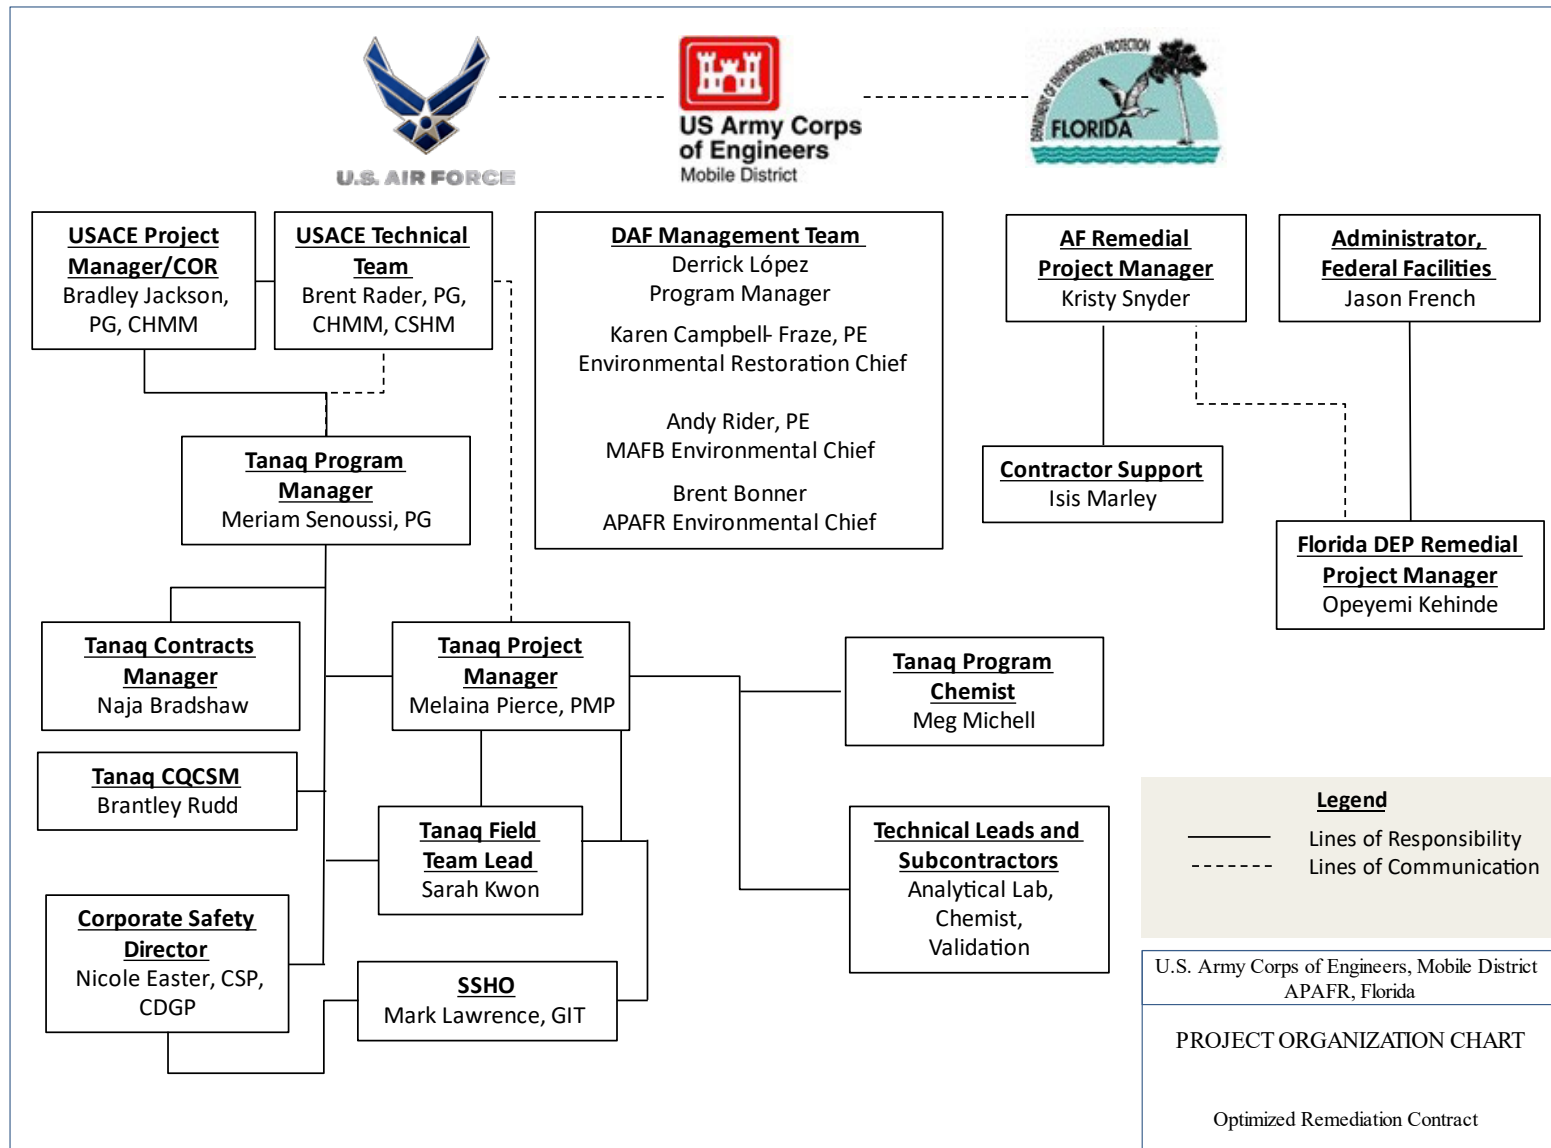 U.S. AIR FORCE
US Army Corps
of Engineers
Mobile District
DEPARTMENT OF ENVIRONMENTAL PROTECTION
FLORIDA
USACE Project
Manager/COR
Bradley Jackson,
PG, CHMM
USACE Technical
Team
Brent Rader, PG,
CHMM, CSHM
DAF Management Team
Derrick López
Program Manager
Karen Campbell- Fraze, PE
Environmental Restoration Chief
Andy Rider, PE
MAFB Environmental Chief
Brent Bonner
APAFR Environmental Chief
AF Remedial
Project Manager
Kristy Snyder
Administrator,
Federal Facilities
Jason French
Tanaq Program
Manager
Meriam Senoussi, PG
Contractor Support
Isis Marley
Florida DEP Remedial
Project Manager
Opeyemi Kehinde
Tanaq Contracts
Manager
Naja Bradshaw
Tanaq Project
Manager
Melaina Pierce, PMP
Tanaq Program
Chemist
Meg Michell
Tanaq CQCSM
Brantley Rudd
Tanaq Field
Team Lead
Sarah Kwon
Technical Leads and
Subcontractors
Analytical Lab,
Chemist,
Validation
Corporate Safety
Director
Nicole Easter, CSP,
CDGP
SSHO
Mark Lawrence, GIT
Legend
Lines of Responsibility
Lines of Communication
U.S. Army Corps of Engineers, Mobile District
APAFR, Florida
PROJECT ORGANIZATION CHART
Optimized Remediation Contract